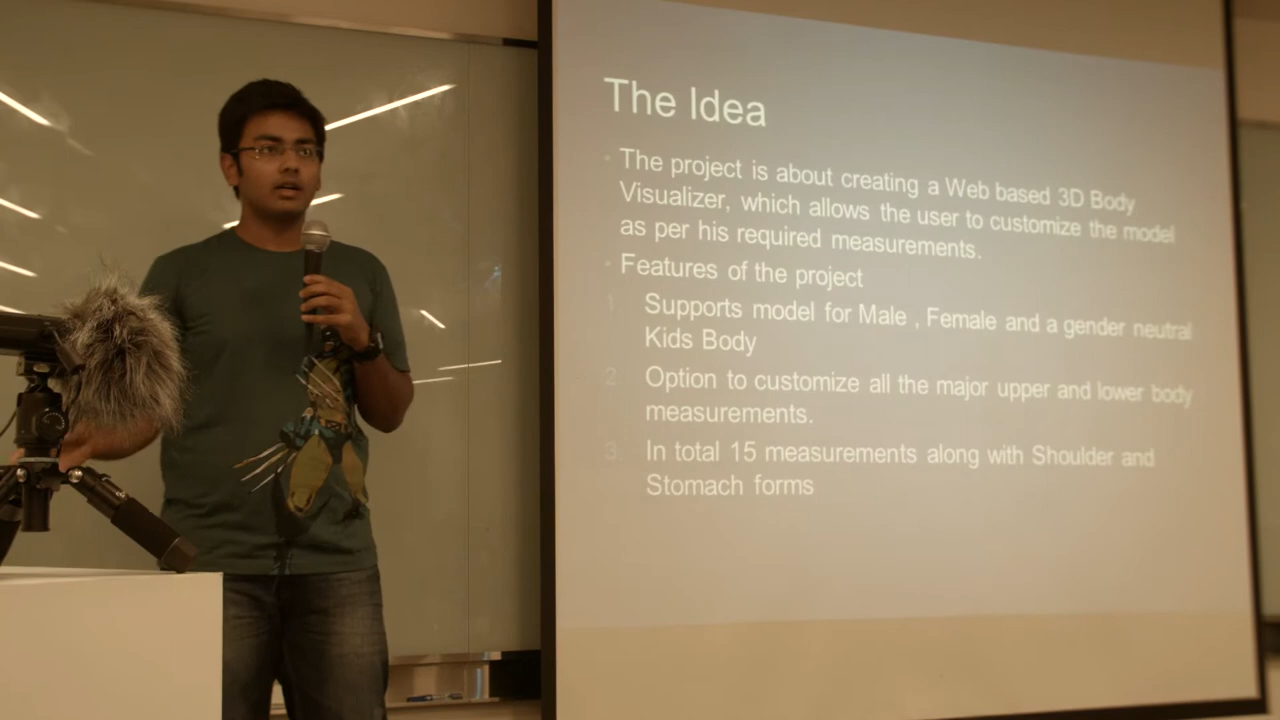 The Idea
The project is about creating a Web based 3D Body
Visualizer, which allows the user to customize the model
as per his required measurements.
Features of the project
1. Supports model for Male , Female and a gender neutral
Kids Body
2. Option to customize all the major upper and lower body
measurements.
3. In total 15 measurements along with Shoulder and
Stomach forms